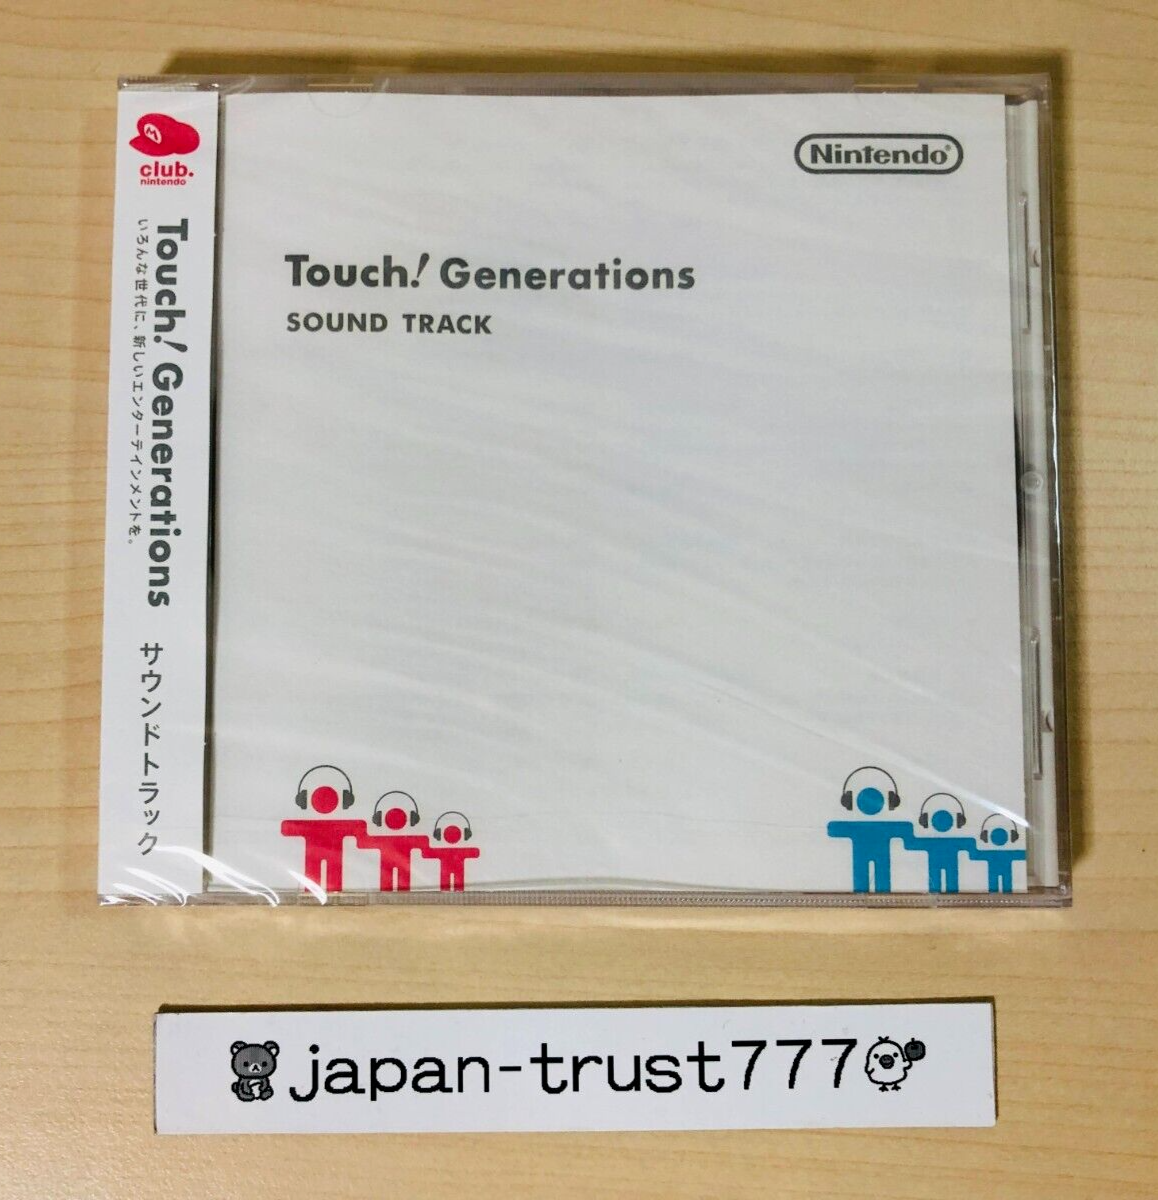 M
club.
nintendo
Touch! Generations サウンドトラック
いろんな世代に、新しいエンターテインメントを。
Nintendo®
Touch! Generations
SOUND TRACK
japan-trust777